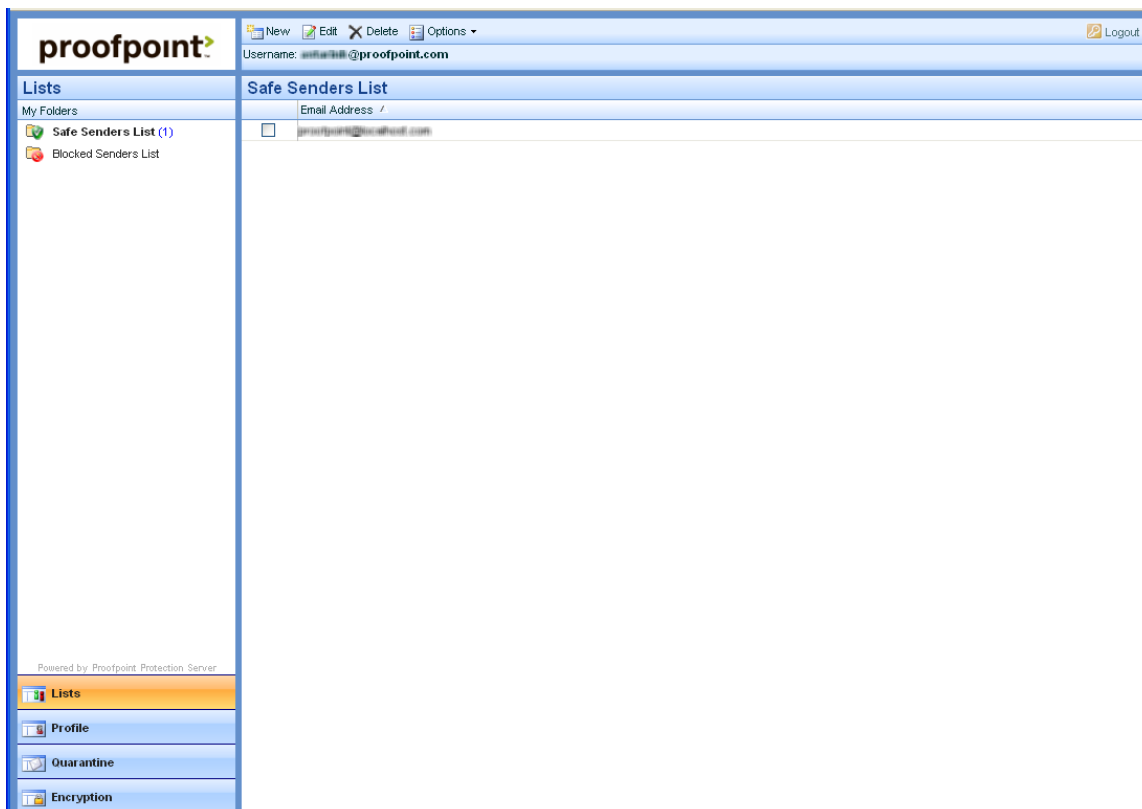 proofpoint
New Edit Delete Options Logout
Username: @proofpoint.com
Lists
My Folders
Safe Senders List (1)
Blocked Senders List
Safe Senders List
Email Address
Powered by Proofpoint Protection Server
Lists
Profile
Quarantine
Encryption